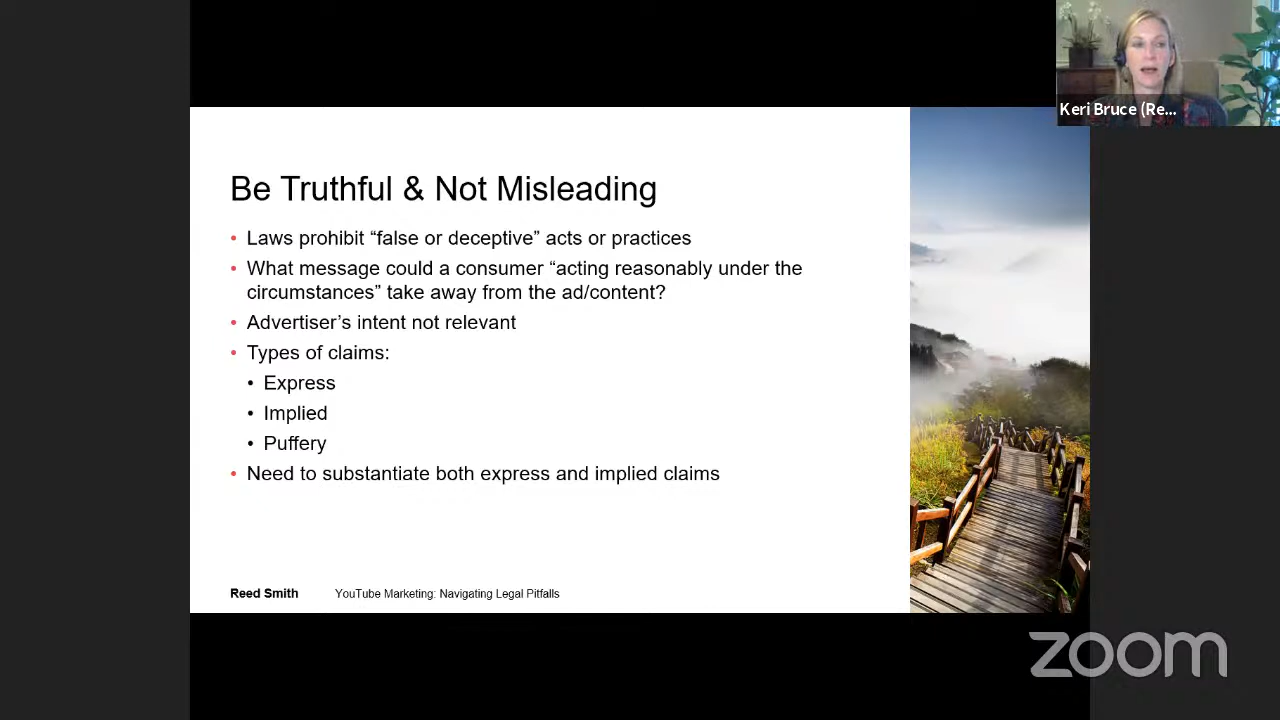 Keri Bruce (Re...
Be Truthful & Not Misleading
• Laws prohibit “false or deceptive” acts or practices
• What message could a consumer “acting reasonably under the
circumstances” take away from the ad/content?
• Advertiser’s intent not relevant
• Types of claims:
• Express
• Implied
• Puffery
• Need to substantiate both express and implied claims
Reed Smith YouTube Marketing: Navigating Legal Pitfalls
zoom